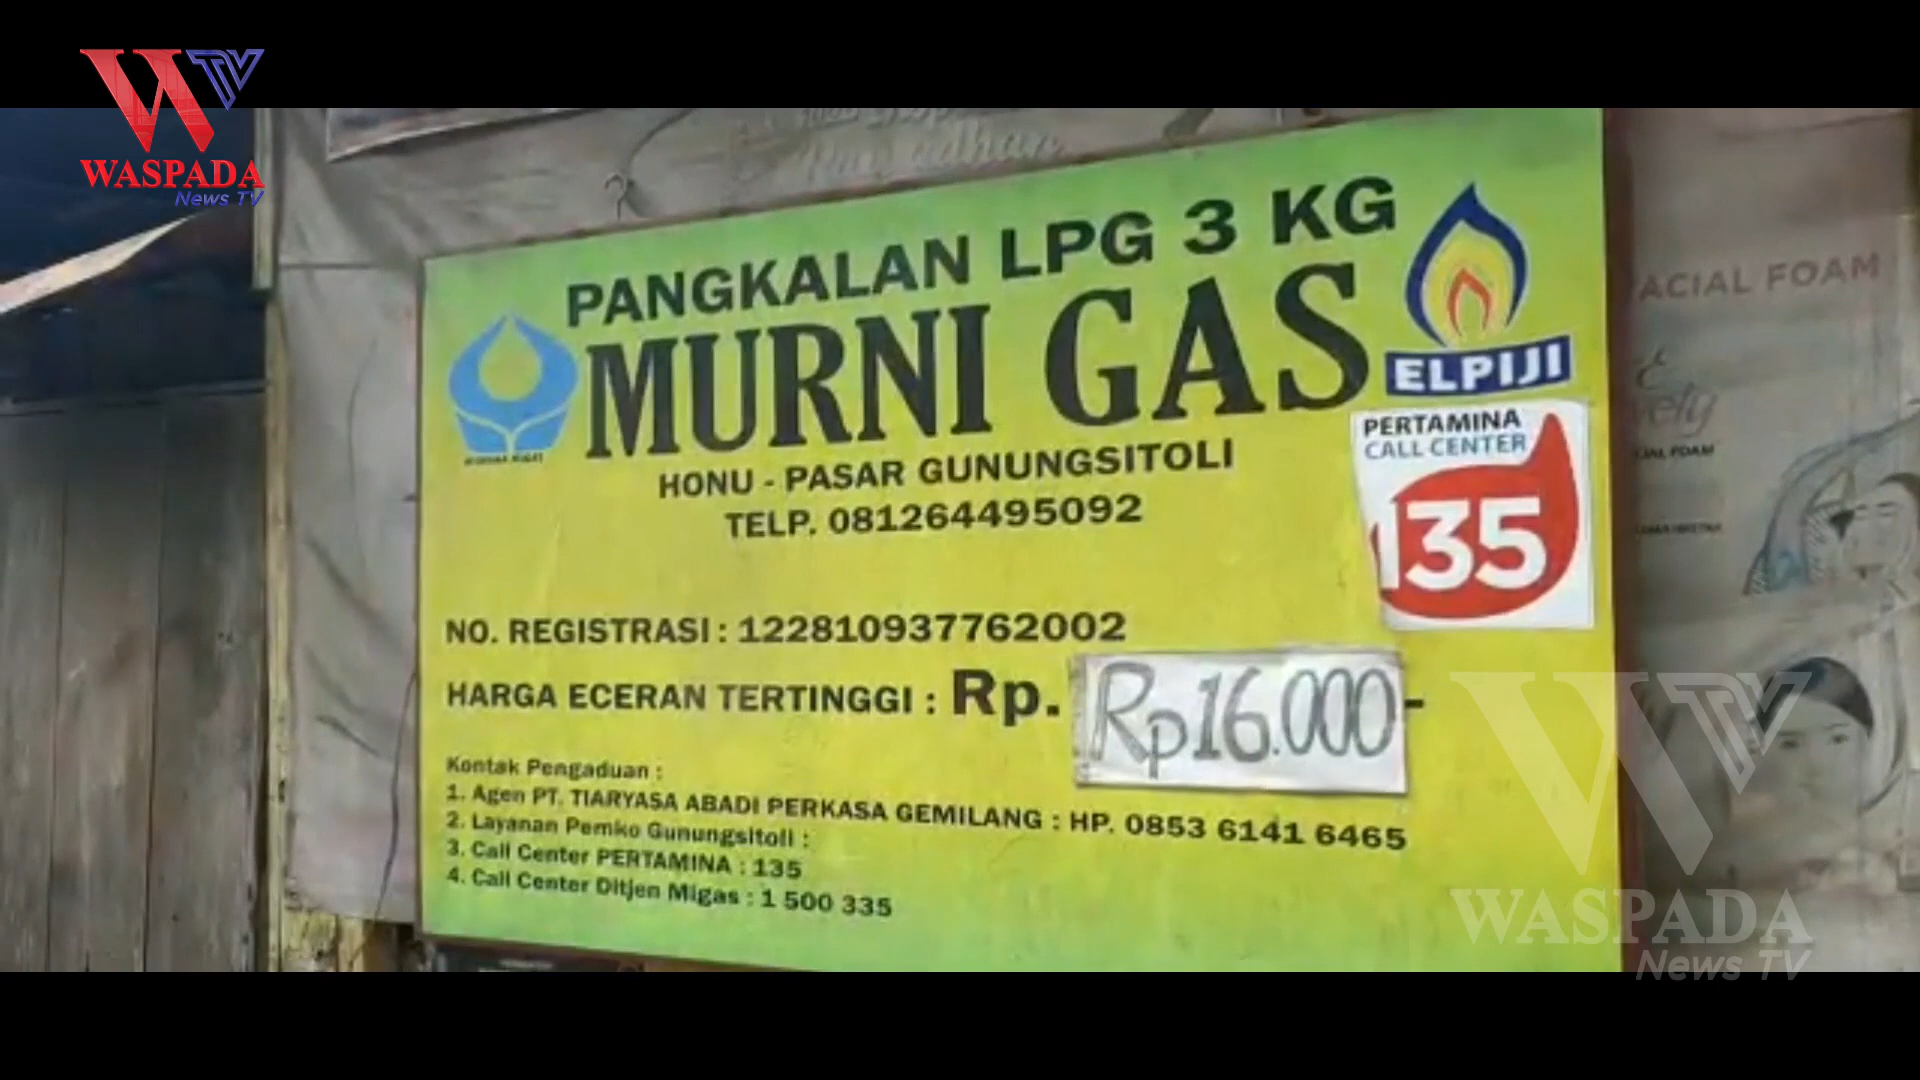 WTV
WASPADA
News TV
PANGKALAN LPG 3 KG
MURNI GAS
ELPIJI
HONU - PASAR GUNUNGSITOLI
TELP. 081264495092
PERTAMINA
CALL CENTER
135
NO. REGISTRASI : 122810937762002
HARGA ECERAN TERTINGGI : Rp. Rp16.000-
Kontak Pengaduan :
1. Agen PT. TIARYASA ABADI PERKASA GEMILANG : HP. 0853 6141 6465
2. Layanan Pemko Gunungsitoli :
3. Call Center PERTAMINA : 135
4. Call Center Ditjen Migas : 1 500 335
ACIAL FOAM
WTV
WASPADA
News TV